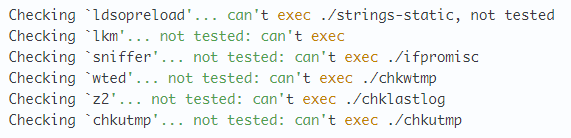 Checking `ldsopreload'... can't exec ./strings-static, not tested
Checking `lkm'... not tested: can't exec
Checking `sniffer'... not tested: can't exec ./ifpromisc
Checking `wted'... not tested: can't exec ./chkwtmp
Checking `z2'... not tested: can't exec ./chklastlog
Checking `chkutmp'... not tested: can't exec ./chkutmp